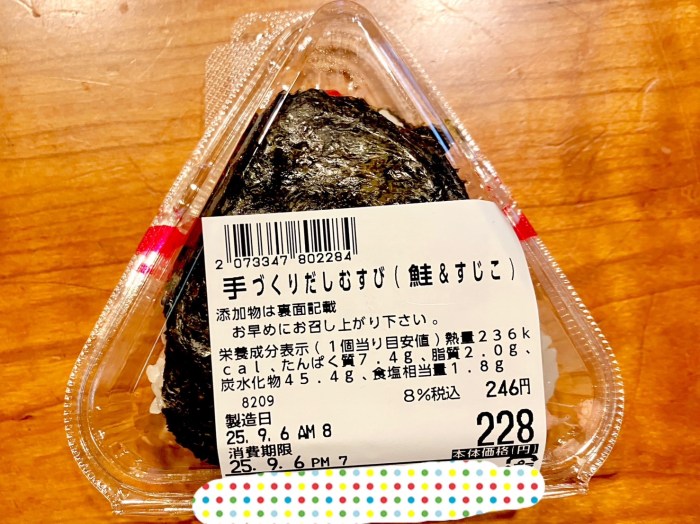 2 073347 802284
手づくりだしむすび(鮭&すじこ)
添加物は裏面記載
お早めにお召し上がり下さい。
栄養成分表示(1個当り目安値)熱量236k
cal、たんぱく質7.4g、脂質2.0g、
炭水化物45.4g、食塩相当量1.8g
8209 8%税込 246円
製造日
25.9.6 AM 8
228
消費期限
本体価格(円)
25.9.6 PM 7